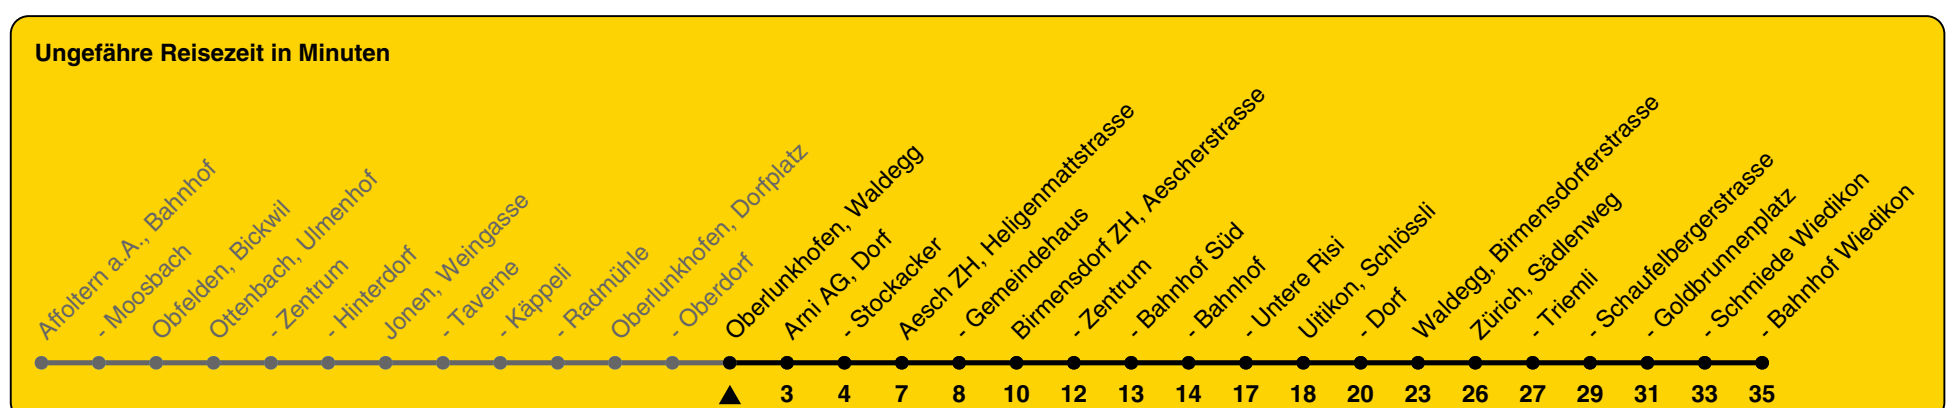 Ungefähre Reisezeit in Minuten
Affoltern a.A., Bahnhof
- Moosbach
Obfelden, Bickwil
Ottenbach, Ulmenhof
- Zentrum
- Hinterdorf
Jonen, Weingasse
- Taverne
- Käppeli
- Radmühle
Oberlunkhofen, Dorfplatz
- Oberdorf
Oberlunkhofen, Waldegg
Arni AG, Dorf
- Stockacker
Aesch ZH, Heligenmattstrasse
- Gemeindehaus
Birmensdorf ZH, Aescherstrasse
- Zentrum
- Bahnhof Süd
- Bahnhof
- Untere Risi
Uitikon, Schlössli
- Dorf
Waldegg, Birmensdorferstrasse
Zürich, Sädlenweg
- Triemli
- Schaufelbergerstrasse
- Goldbrunnenplatz
- Schmiede Wiedikon
- Bahnhof Wiedikon
3 4 7 8 10 12 13 14 17 18 20 23 26 27 29 31 33 35